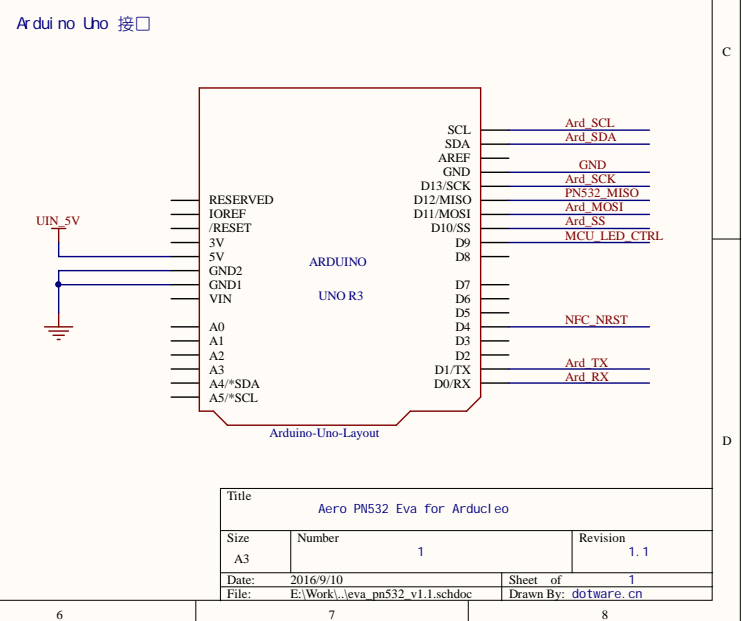 Arduino Uno 接口
C
SCL Ard_SCL
SDA Ard_SDA
AREF
GND GND
D13/SCK Ard_SCK
RESERVED D12/MISO PN532_MISO
IOREF D11/MOSI Ard_MOSI
UIN_5V /RESET D10/SS Ard_SS
3V D9 MCU_LED_CTRL
5V ARDUINO D8
GND2
GND1 D7
VIN UNO R3 D6
D5
A0 D4 NFC_NRST
A1 D3
A2 D2
A3 D1/TX Ard_TX
A4/*SDA D0/RX Ard_RX
A5/*SCL
Arduino-Uno-Layout
D
Title
Aero PN532 Eva for Arducleo
Size Number Revision
A3 1 1.1
Date: 2016/9/10 Sheet of 1
File: E:\Work\..\eva_pn532_v1.1.schdoc Drawn By: dotware.cn
6 7 8